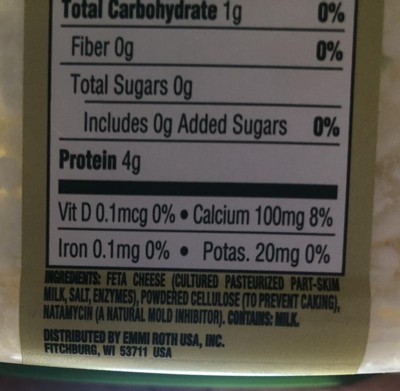 Total Carbohydrate 1g 0%
Fiber 0g 0%
Total Sugars 0g
Includes 0g Added Sugars 0%
Protein 4g
Vit D 0.1mcg 0% • Calcium 100mg 8%
Iron 0.1mg 0% • Potas. 20mg 0%
INGREDIENTS: FETA CHEESE (CULTURED PASTEURIZED PART-SKIM
MILK, SALT, ENZYMES), POWDERED CELLULOSE (TO PREVENT CAKING),
NATAMYCIN (A NATURAL MOLD INHIBITOR). CONTAINS: MILK.
DISTRIBUTED BY EMMI ROTH USA, INC.
FITCHBURG, WI 53711 USA